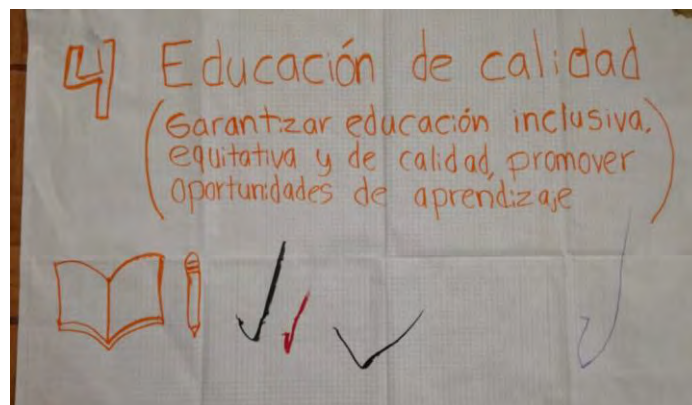 4 Educación de calidad
(Garantizar educación inclusiva,
equitativa y de calidad, promover
oportunidades de aprendizaje)